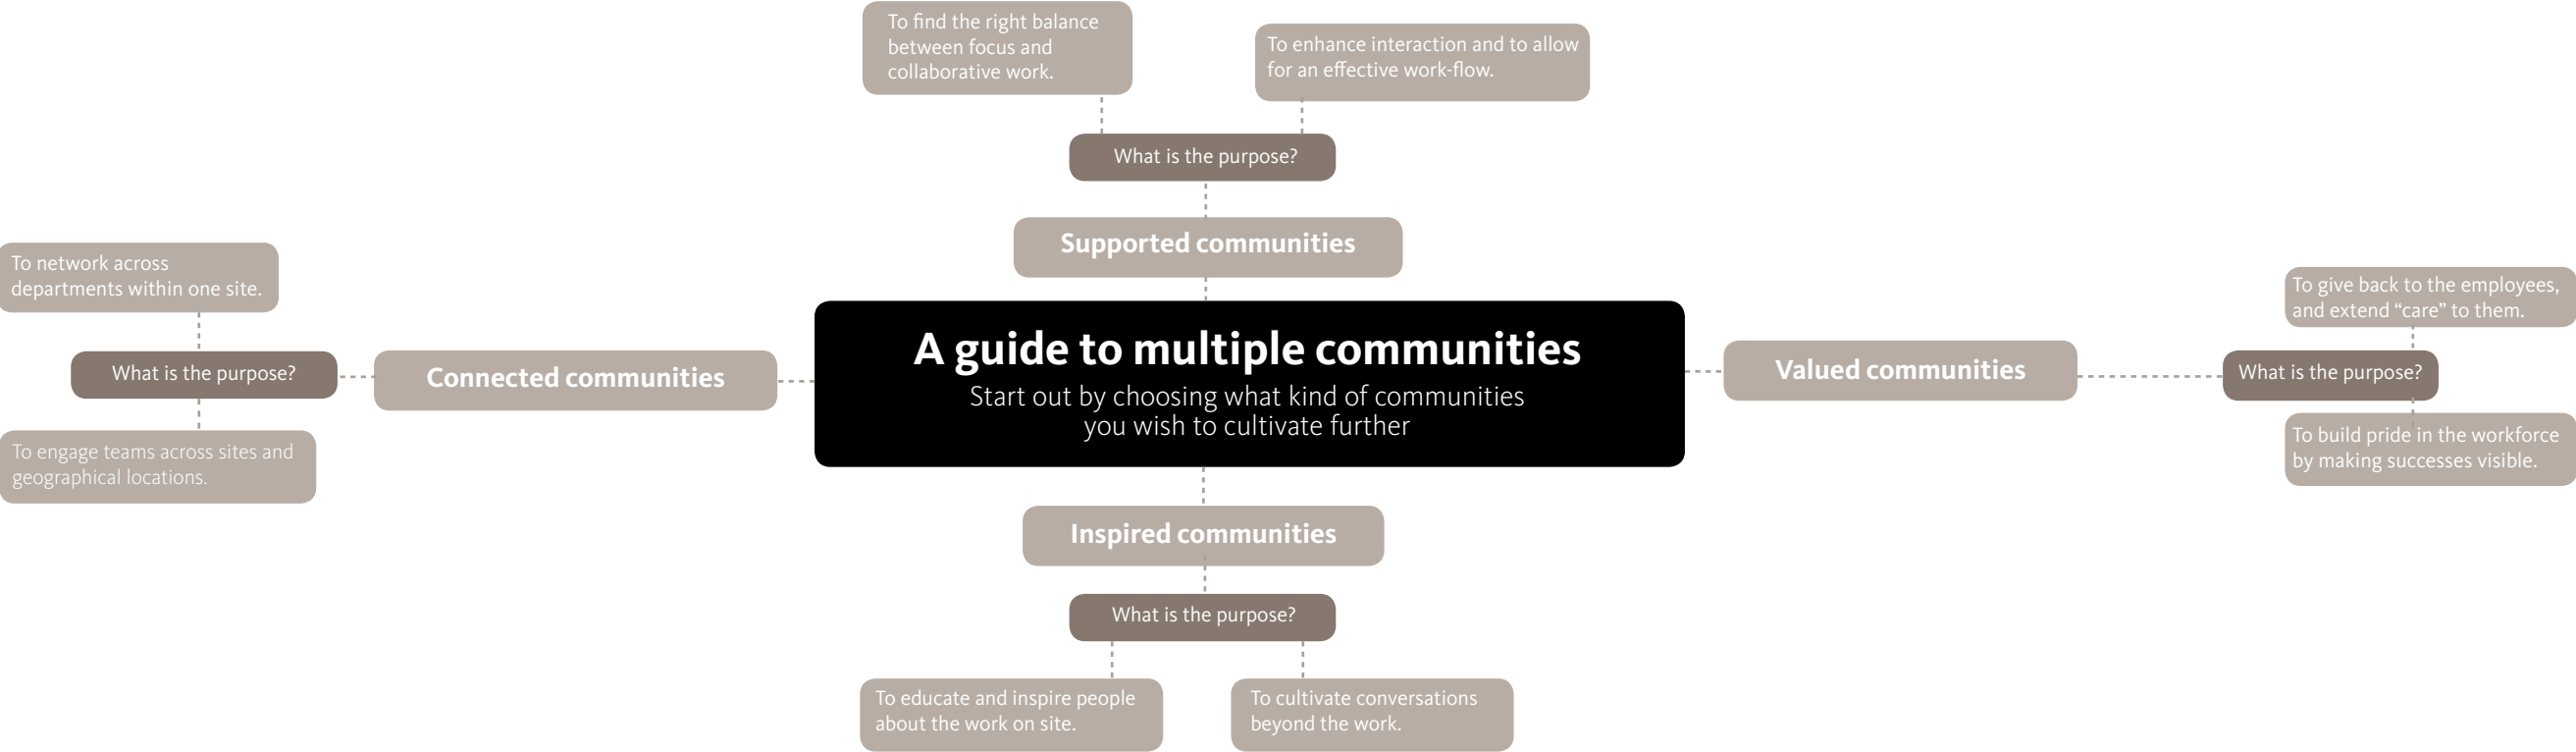 To find the right balance
between focus and
collaborative work.
To enhance interaction and to allow
for an effective work-flow.
What is the purpose?
Supported communities
To network across
departments within one site.
What is the purpose?
To engage teams across sites and
geographical locations.
Connected communities
A guide to multiple communities
Start out by choosing what kind of communities
you wish to cultivate further
Valued communities
To give back to the employees,
and extend “care” to them.
What is the purpose?
To build pride in the workforce
by making successes visible.
Inspired communities
What is the purpose?
To educate and inspire people
about the work on site.
To cultivate conversations
beyond the work.